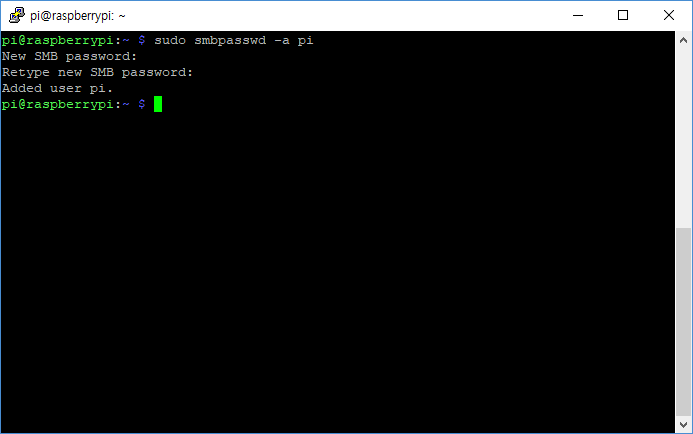 pi@raspberrypi: ~
pi@raspberrypi:~ $ sudo smbpasswd -a pi
New SMB password:
Retype new SMB password:
Added user pi.
pi@raspberrypi:~ $